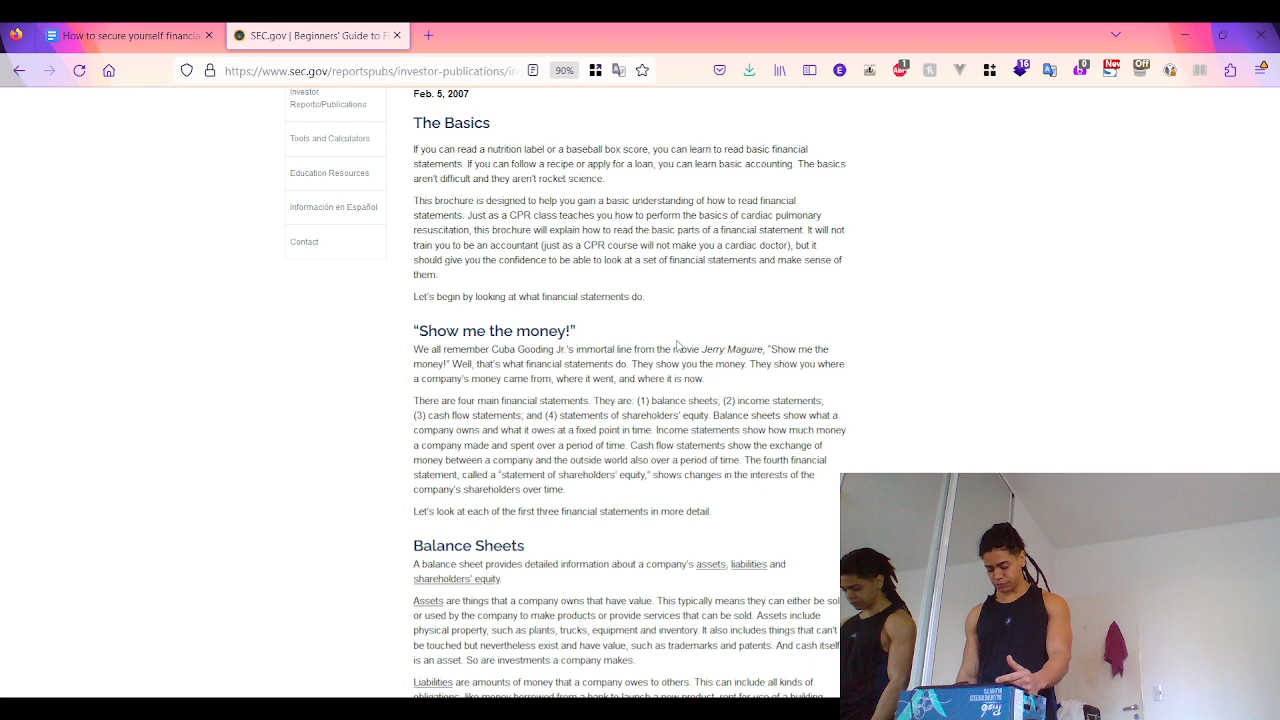 How to secure yourself financia
SEC.gov | Beginners' Guide to Fi
https://www.sec.gov/reportspubs/investor-publications/in
90%
1
New
16
0
Off
Investor
Reports/Publications
Tools and Calculators
Education Resources
Información en Español
Contact
Feb. 5, 2007
The Basics
If you can read a nutrition label or a baseball box score, you can learn to read basic financial
statements. If you can follow a recipe or apply for a loan, you can learn basic accounting. The basics
aren't difficult and they aren't rocket science.
This brochure is designed to help you gain a basic understanding of how to read financial
statements. Just as a CPR class teaches you how to perform the basics of cardiac pulmonary
resuscitation, this brochure will explain how to read the basic parts of a financial statement. It will not
train you to be an accountant (just as a CPR course will not make you a cardiac doctor), but it
should give you the confidence to be able to look at a set of financial statements and make sense of
them.
Let's begin by looking at what financial statements do.
“Show me the money!”
We all remember Cuba Gooding Jr.'s immortal line from the movie Jerry Maguire, “Show me the
money!” Well, that's what financial statements do. They show you the money. They show you where
a company's money came from, where it went, and where it is now.
There are four main financial statements. They are: (1) balance sheets; (2) income statements;
(3) cash flow statements; and (4) statements of shareholders' equity. Balance sheets show what a
company owns and what it owes at a fixed point in time. Income statements show how much money
a company made and spent over a period of time. Cash flow statements show the exchange of
money between a company and the outside world also over a period of time. The fourth financial
statement, called a “statement of shareholders' equity,” shows changes in the interests of the
company's shareholders over time.
Let's look at each of the first three financial statements in more detail.
Balance Sheets
A balance sheet provides detailed information about a company's assets, liabilities and
shareholders' equity.
Assets are things that a company owns that have value. This typically means they can either be sol
or used by the company to make products or provide services that can be sold. Assets include
physical property, such as plants, trucks, equipment and inventory. It also includes things that can't
be touched but nevertheless exist and have value, such as trademarks and patents. And cash itself
is an asset. So are investments a company makes.
Liabilities are amounts of money that a company owes to others. This can include all kinds of
obligations, like money borrowed from a bank to launch a new product, rent for use of a building